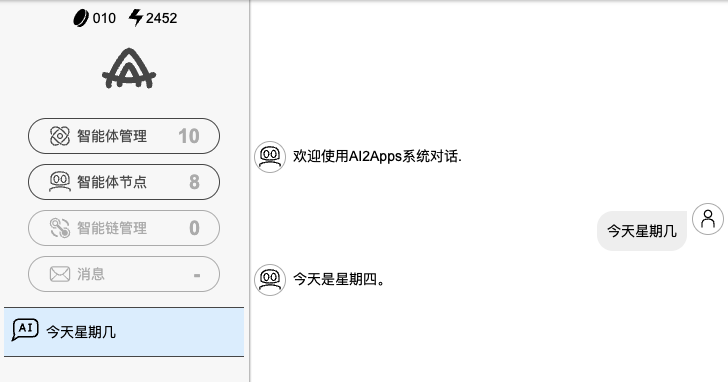 010 2452
智能体管理 10
智能体节点 8
智能链管理 0
消息 -
AI 今天星期几
欢迎使用AI2Apps系统对话.
今天星期几
今天是星期四。